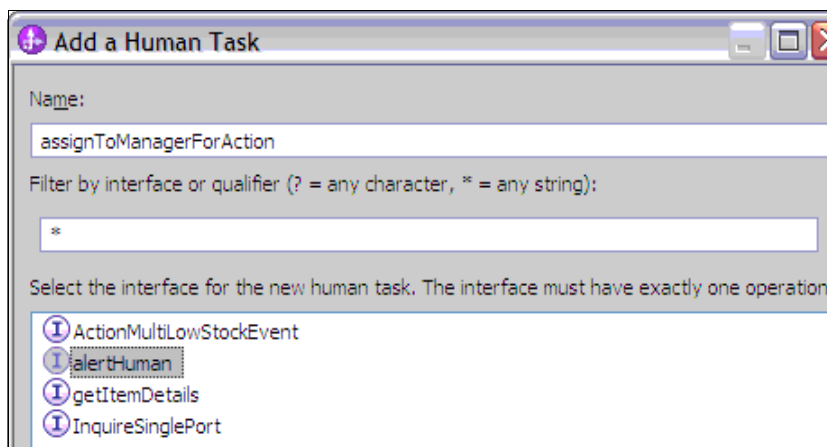 Add a Human Task
Name:
assignToManagerForAction
Filter by interface or qualifier (? = any character, * = any string):
*
Select the interface for the new human task. The interface must have exactly one operation
ActionMultiLowStockEvent
alertHuman
getItemDetails
InquireSinglePort